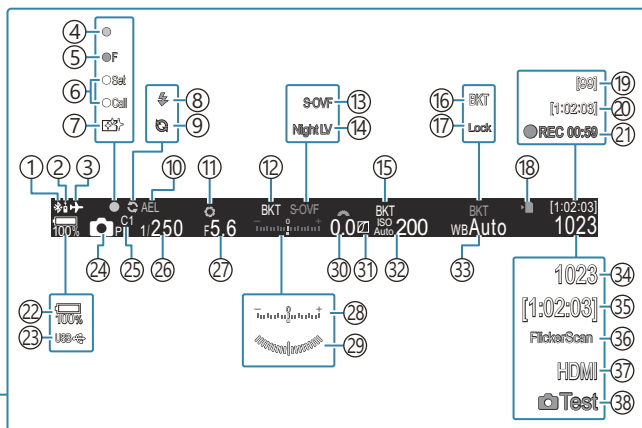 ④
⑤ F
⑥ Set
Call
⑦
⑧
⑨
S-OVF ⑬
Night LV ⑭
⑯ BKT
⑰ Lock
[99] ⑲
[1:02:03] ⑳
REC 00:59 ㉑
① ② ③ ⑩ ⑪ ⑫ ⑮ ⑱
AEL BKT S-OVF BKT BKT [1:02:03]
100% C1 1/250 F5.6 0.0 ISO Auto 200 WB Auto 1023
㉔ ㉕ ㉖ ㉗ ㉚ ㉛ ㉜ ㉝
㉒ 100%
㉓ USB
㉘
㉙
1023 ㉞
[1:02:03] ㉟
FlickerScan ㊱
HDMI ㊲
Test ㊳